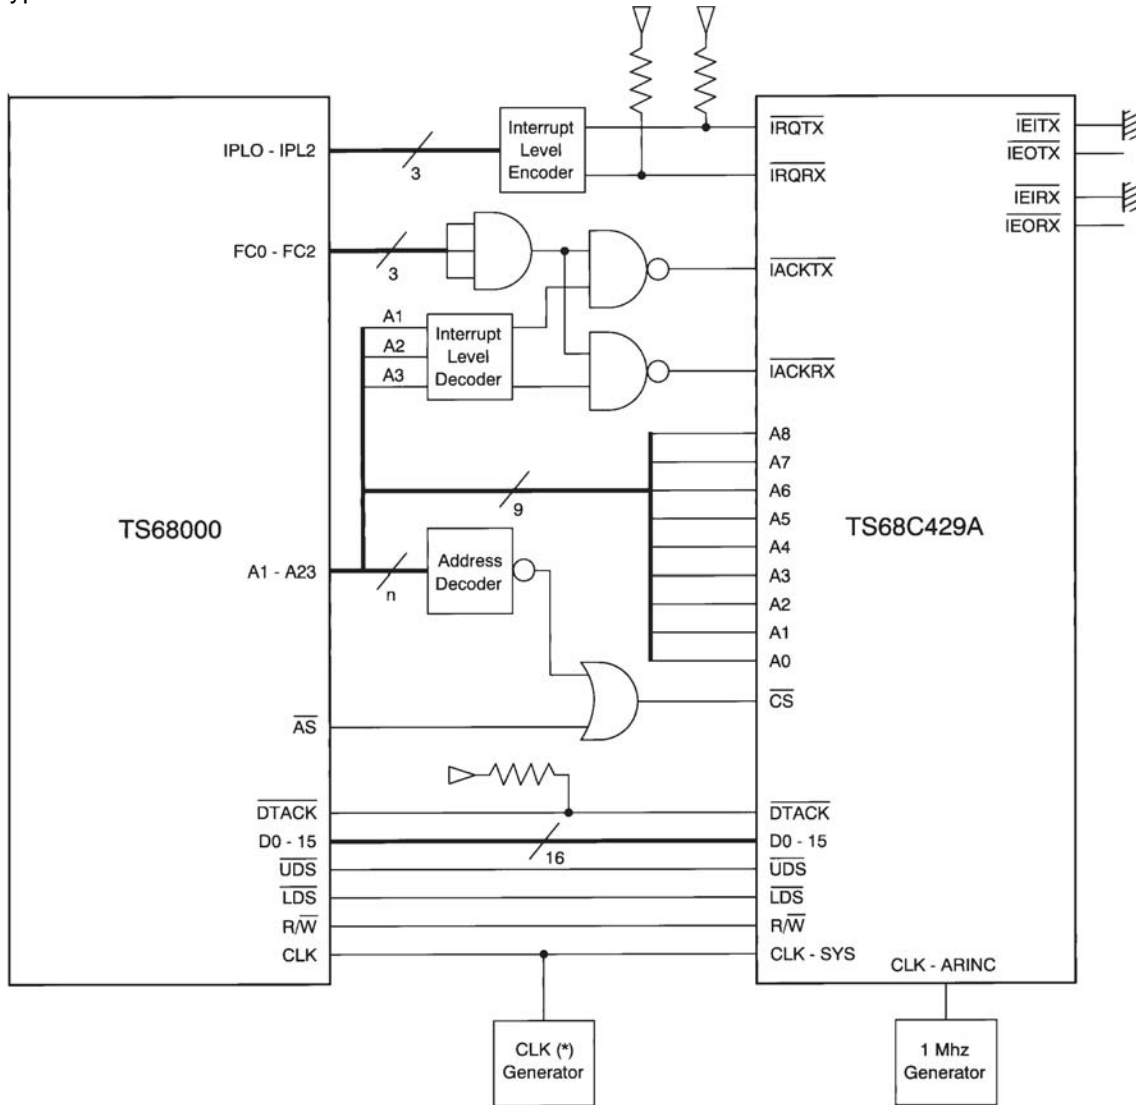 IPLO - IPL2
3
Interrupt
Level
Encoder
IRQTX
IRQRX
IEITX
IEOTX
IEIRX
IEORX
FC0 - FC2
3
IACKTX
A1
A2
A3
Interrupt
Level
Decoder
IACKRX
A8
A7
A6
A5
A4
A3
A2
A1
A0
9
TS68000
TS68C429A
A1 - A23
n
Address
Decoder
CS
AS
DTACK
DTACK
D0 - 15
16
D0 - 15
UDS
UDS
LDS
LDS
R/W
R/W
CLK
CLK - SYS
CLK - ARINC
CLK (*)
Generator
1 Mhz
Generator